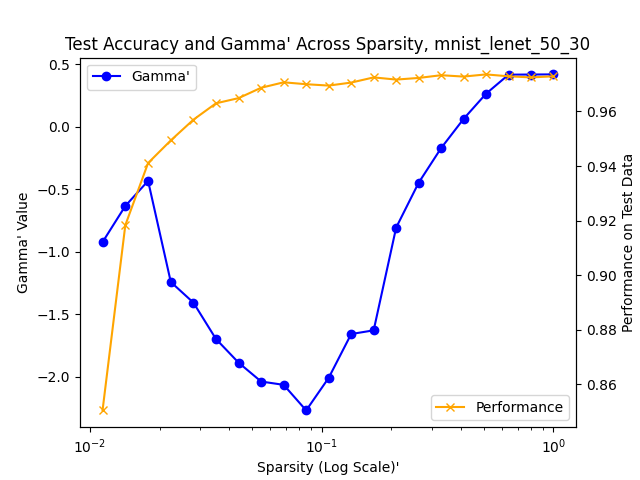 Test Accuracy and Gamma' Across Sparsity, mnist_lenet_50_30
Gamma'
0.5
0.0
−0.5
−1.0
−1.5
−2.0
Gamma' Value
0.96
0.94
0.92
0.90
0.88
0.86
Performance on Test Data
Performance
10⁻² 10⁻¹ 10⁰
Sparsity (Log Scale)'